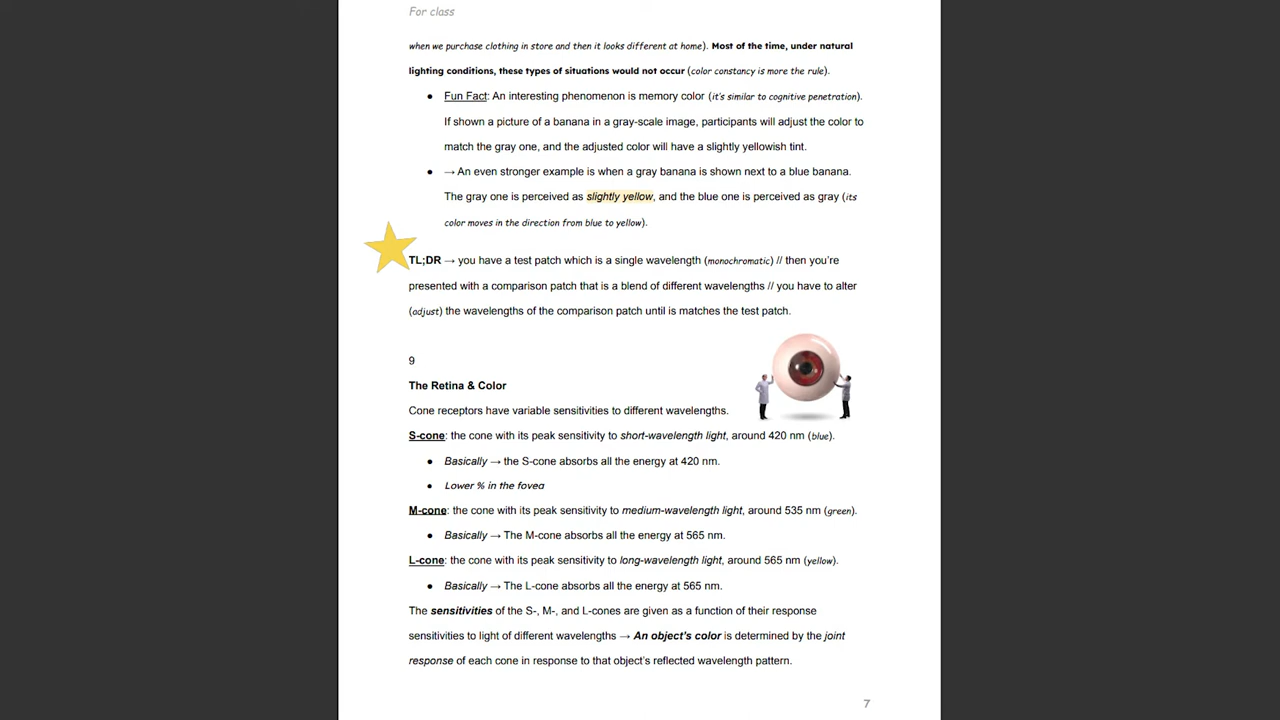 For class
when we purchase clothing in store and then it looks different at home). Most of the time, under natural
lighting conditions, these types of situations would not occur (color constancy is more the rule).
● Fun Fact: An interesting phenomenon is memory color (it's similar to cognitive penetration).
If shown a picture of a banana in a gray-scale image, participants will adjust the color to
match the gray one, and the adjusted color will have a slightly yellowish tint.
● → An even stronger example is when a gray banana is shown next to a blue banana.
The gray one is perceived as slightly yellow, and the blue one is perceived as gray (its
color moves in the direction from blue to yellow).
TL;DR → you have a test patch which is a single wavelength (monochromatic) // then you're
presented with a comparison patch that is a blend of different wavelengths // you have to alter
(adjust) the wavelengths of the comparison patch until is matches the test patch.
9
The Retina & Color
Cone receptors have variable sensitivities to different wavelengths.
S-cone: the cone with its peak sensitivity to short-wavelength light, around 420 nm (blue).
● Basically → the S-cone absorbs all the energy at 420 nm.
● Lower % in the fovea
M-cone: the cone with its peak sensitivity to medium-wavelength light, around 535 nm (green).
● Basically → The M-cone absorbs all the energy at 565 nm.
L-cone: the cone with its peak sensitivity to long-wavelength light, around 565 nm (yellow).
● Basically → The L-cone absorbs all the energy at 565 nm.
The sensitivities of the S-, M-, and L-cones are given as a function of their response
sensitivities to light of different wavelengths → An object's color is determined by the joint
response of each cone in response to that object's reflected wavelength pattern.
7